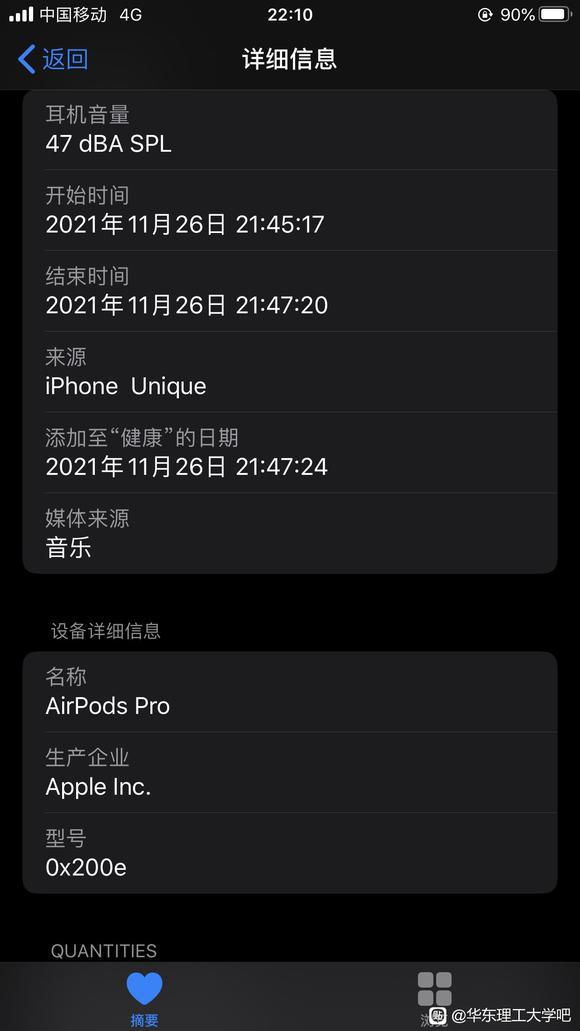 中国移动 4G 22:10 90%
返回 详细信息
耳机音量
47 dBA SPL
开始时间
2021年11月26日 21:45:17
结束时间
2021年11月26日 21:47:20
来源
iPhone Unique
添加至“健康”的日期
2021年11月26日 21:47:24
媒体来源
音乐
设备详细信息
名称
AirPods Pro
生产企业
Apple Inc.
型号
0x200e
QUANTITIES
摘要
贴 @华东理工大学吧